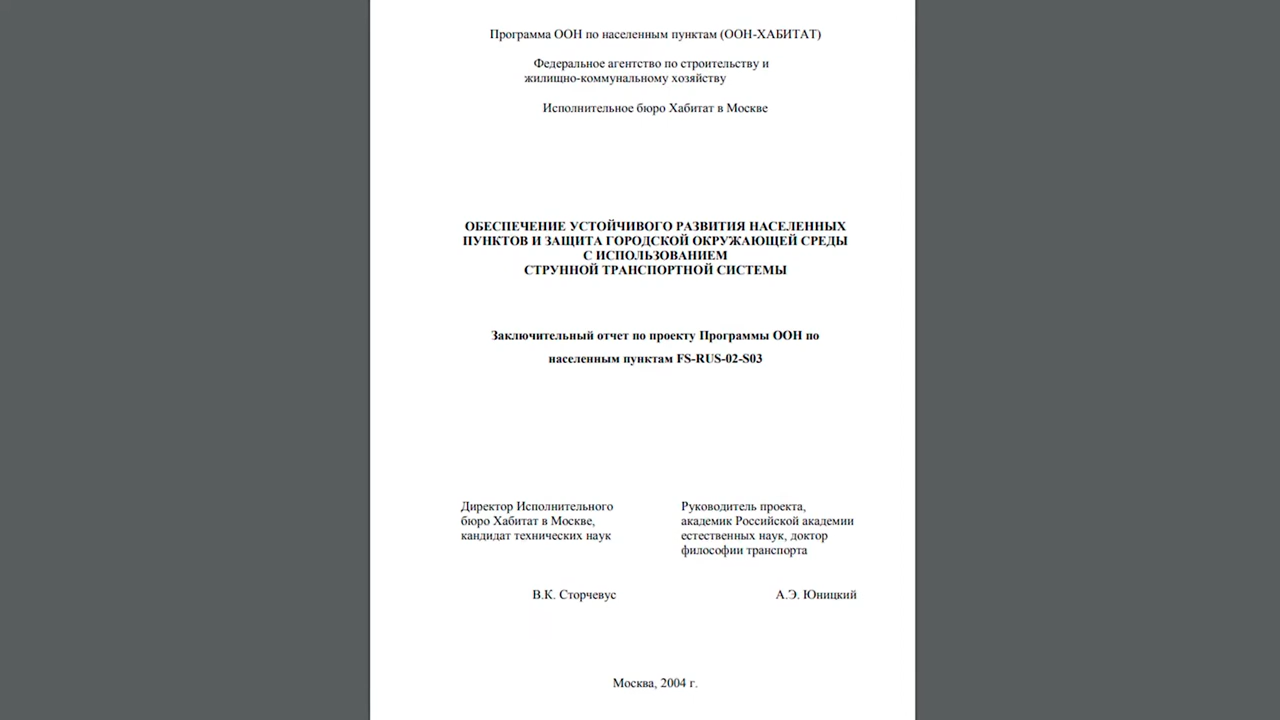 Программа ООН по населенным пунктам (ООН-ХАБИТАТ)
Федеральное агентство по строительству и
жилищно-коммунальному хозяйству
Исполнительное бюро Хабитат в Москве
ОБЕСПЕЧЕНИЕ УСТОЙЧИВОГО РАЗВИТИЯ НАСЕЛЕННЫХ
ПУНКТОВ И ЗАЩИТА ГОРОДСКОЙ ОКРУЖАЮЩЕЙ СРЕДЫ
С ИСПОЛЬЗОВАНИЕМ
СТРУННОЙ ТРАНСПОРТНОЙ СИСТЕМЫ
Заключительный отчет по проекту Программы ООН по
населенным пунктам FS-RUS-02-S03
Директор Исполнительного
бюро Хабитат в Москве,
кандидат технических наук
В.К. Сторчевус
Руководитель проекта,
академик Российской академии
естественных наук, доктор
философии транспорта
А.Э. Юницкий
Москва, 2004 г.